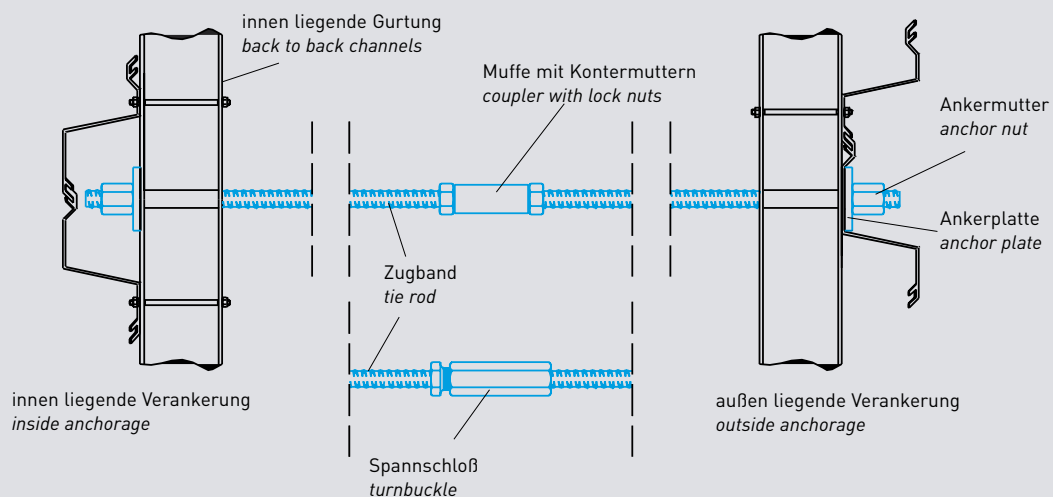 innen liegende Gurtung
back to back channels
Muffe mit Kontermuttern
coupler with lock nuts
Ankermutter
anchor nut
Ankerplatte
anchor plate
Zugband
tie rod
innen liegende Verankerung
inside anchorage
außen liegende Verankerung
outside anchorage
Spannschloß
turnbuckle